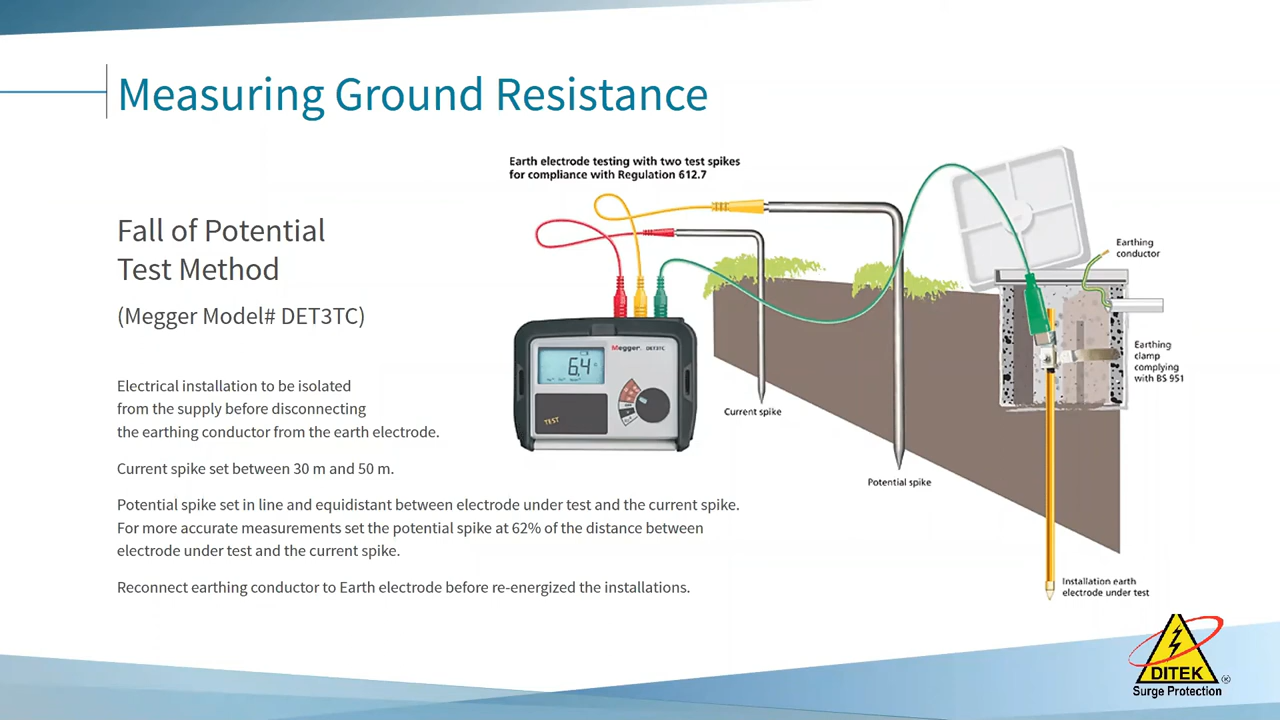 Measuring Ground Resistance
Earth electrode testing with two test spikes
for compliance with Regulation 612.7
Fall of Potential
Test Method
(Megger Model# DET3TC)
Earthing
conductor
Megger. DET3TC
6.4
TEST
Earthing
clamp
complying
with BS 951
Electrical installation to be isolated
from the supply before disconnecting
the earthing conductor from the earth electrode.
Current spike
Current spike set between 30 m and 50 m.
Potential spike
Potential spike set in line and equidistant between electrode under test and the current spike.
For more accurate measurements set the potential spike at 62% of the distance between
electrode under test and the current spike.
Reconnect earthing conductor to Earth electrode before re-energized the installations.
Installation earth
electrode under test
DITEK
®
Surge Protection